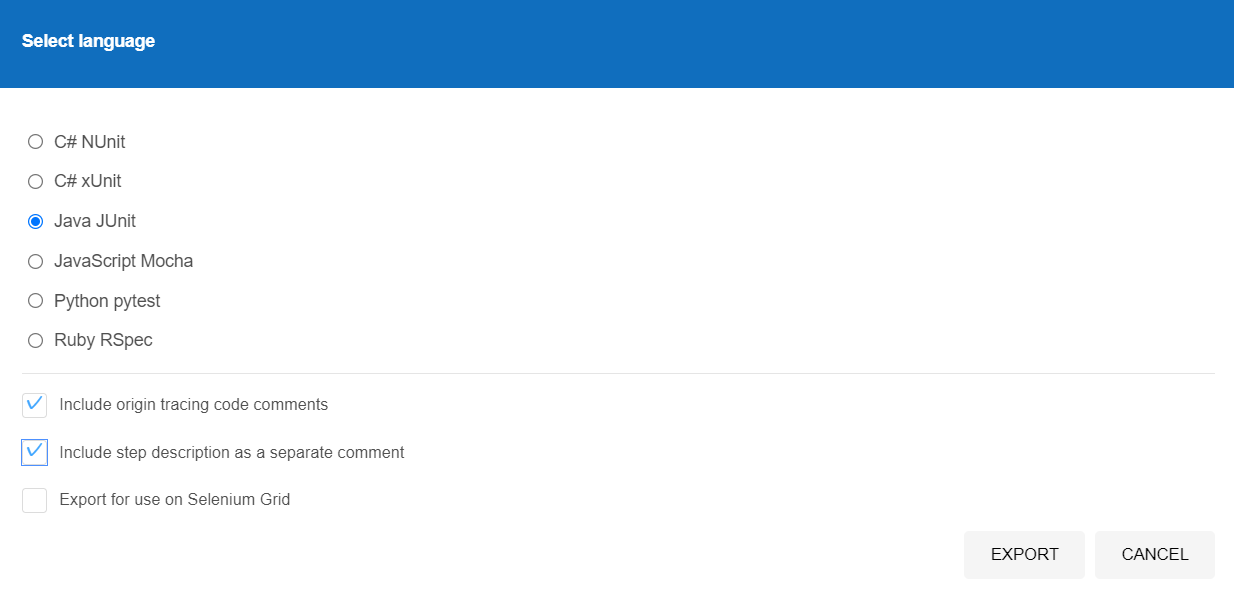 Select language
C# NUnit
C# xUnit
Java JUnit
JavaScript Mocha
Python pytest
Ruby RSpec
Include origin tracing code comments
Include step description as a separate comment
Export for use on Selenium Grid
EXPORT CANCEL